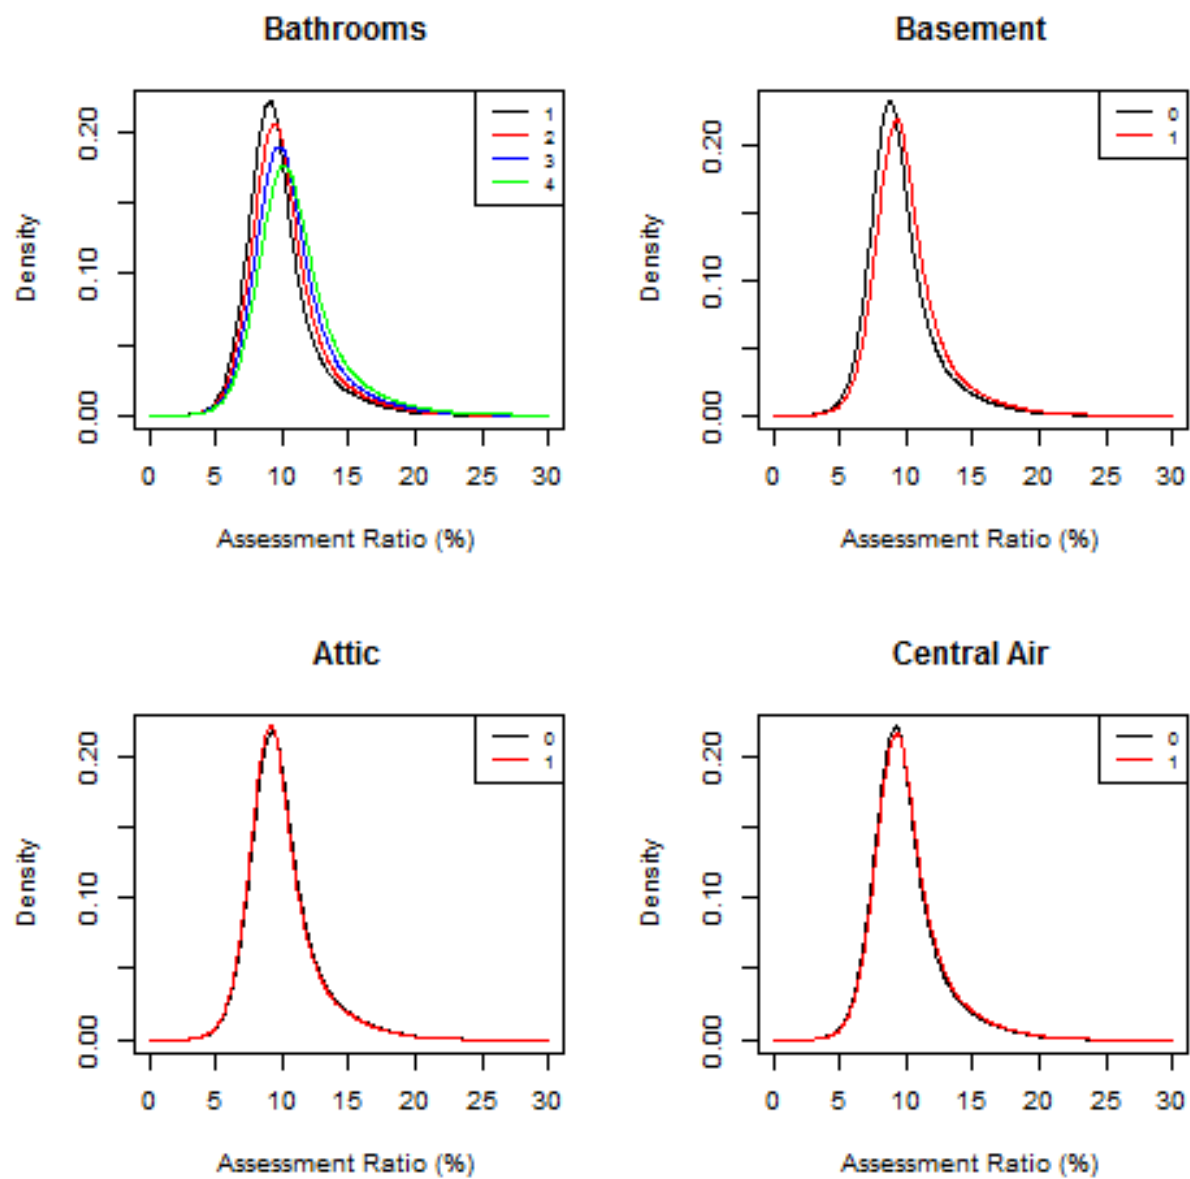 Bathrooms
Density
0.00 0.10 0.20
1
2
3
4
0 5 10 15 20 25 30
Assessment Ratio (%)
Basement
Density
0.00 0.10 0.20
0
1
0 5 10 15 20 25 30
Assessment Ratio (%)
Attic
Density
0.00 0.10 0.20
0
1
0 5 10 15 20 25 30
Assessment Ratio (%)
Central Air
Density
0.00 0.10 0.20
0
1
0 5 10 15 20 25 30
Assessment Ratio (%)